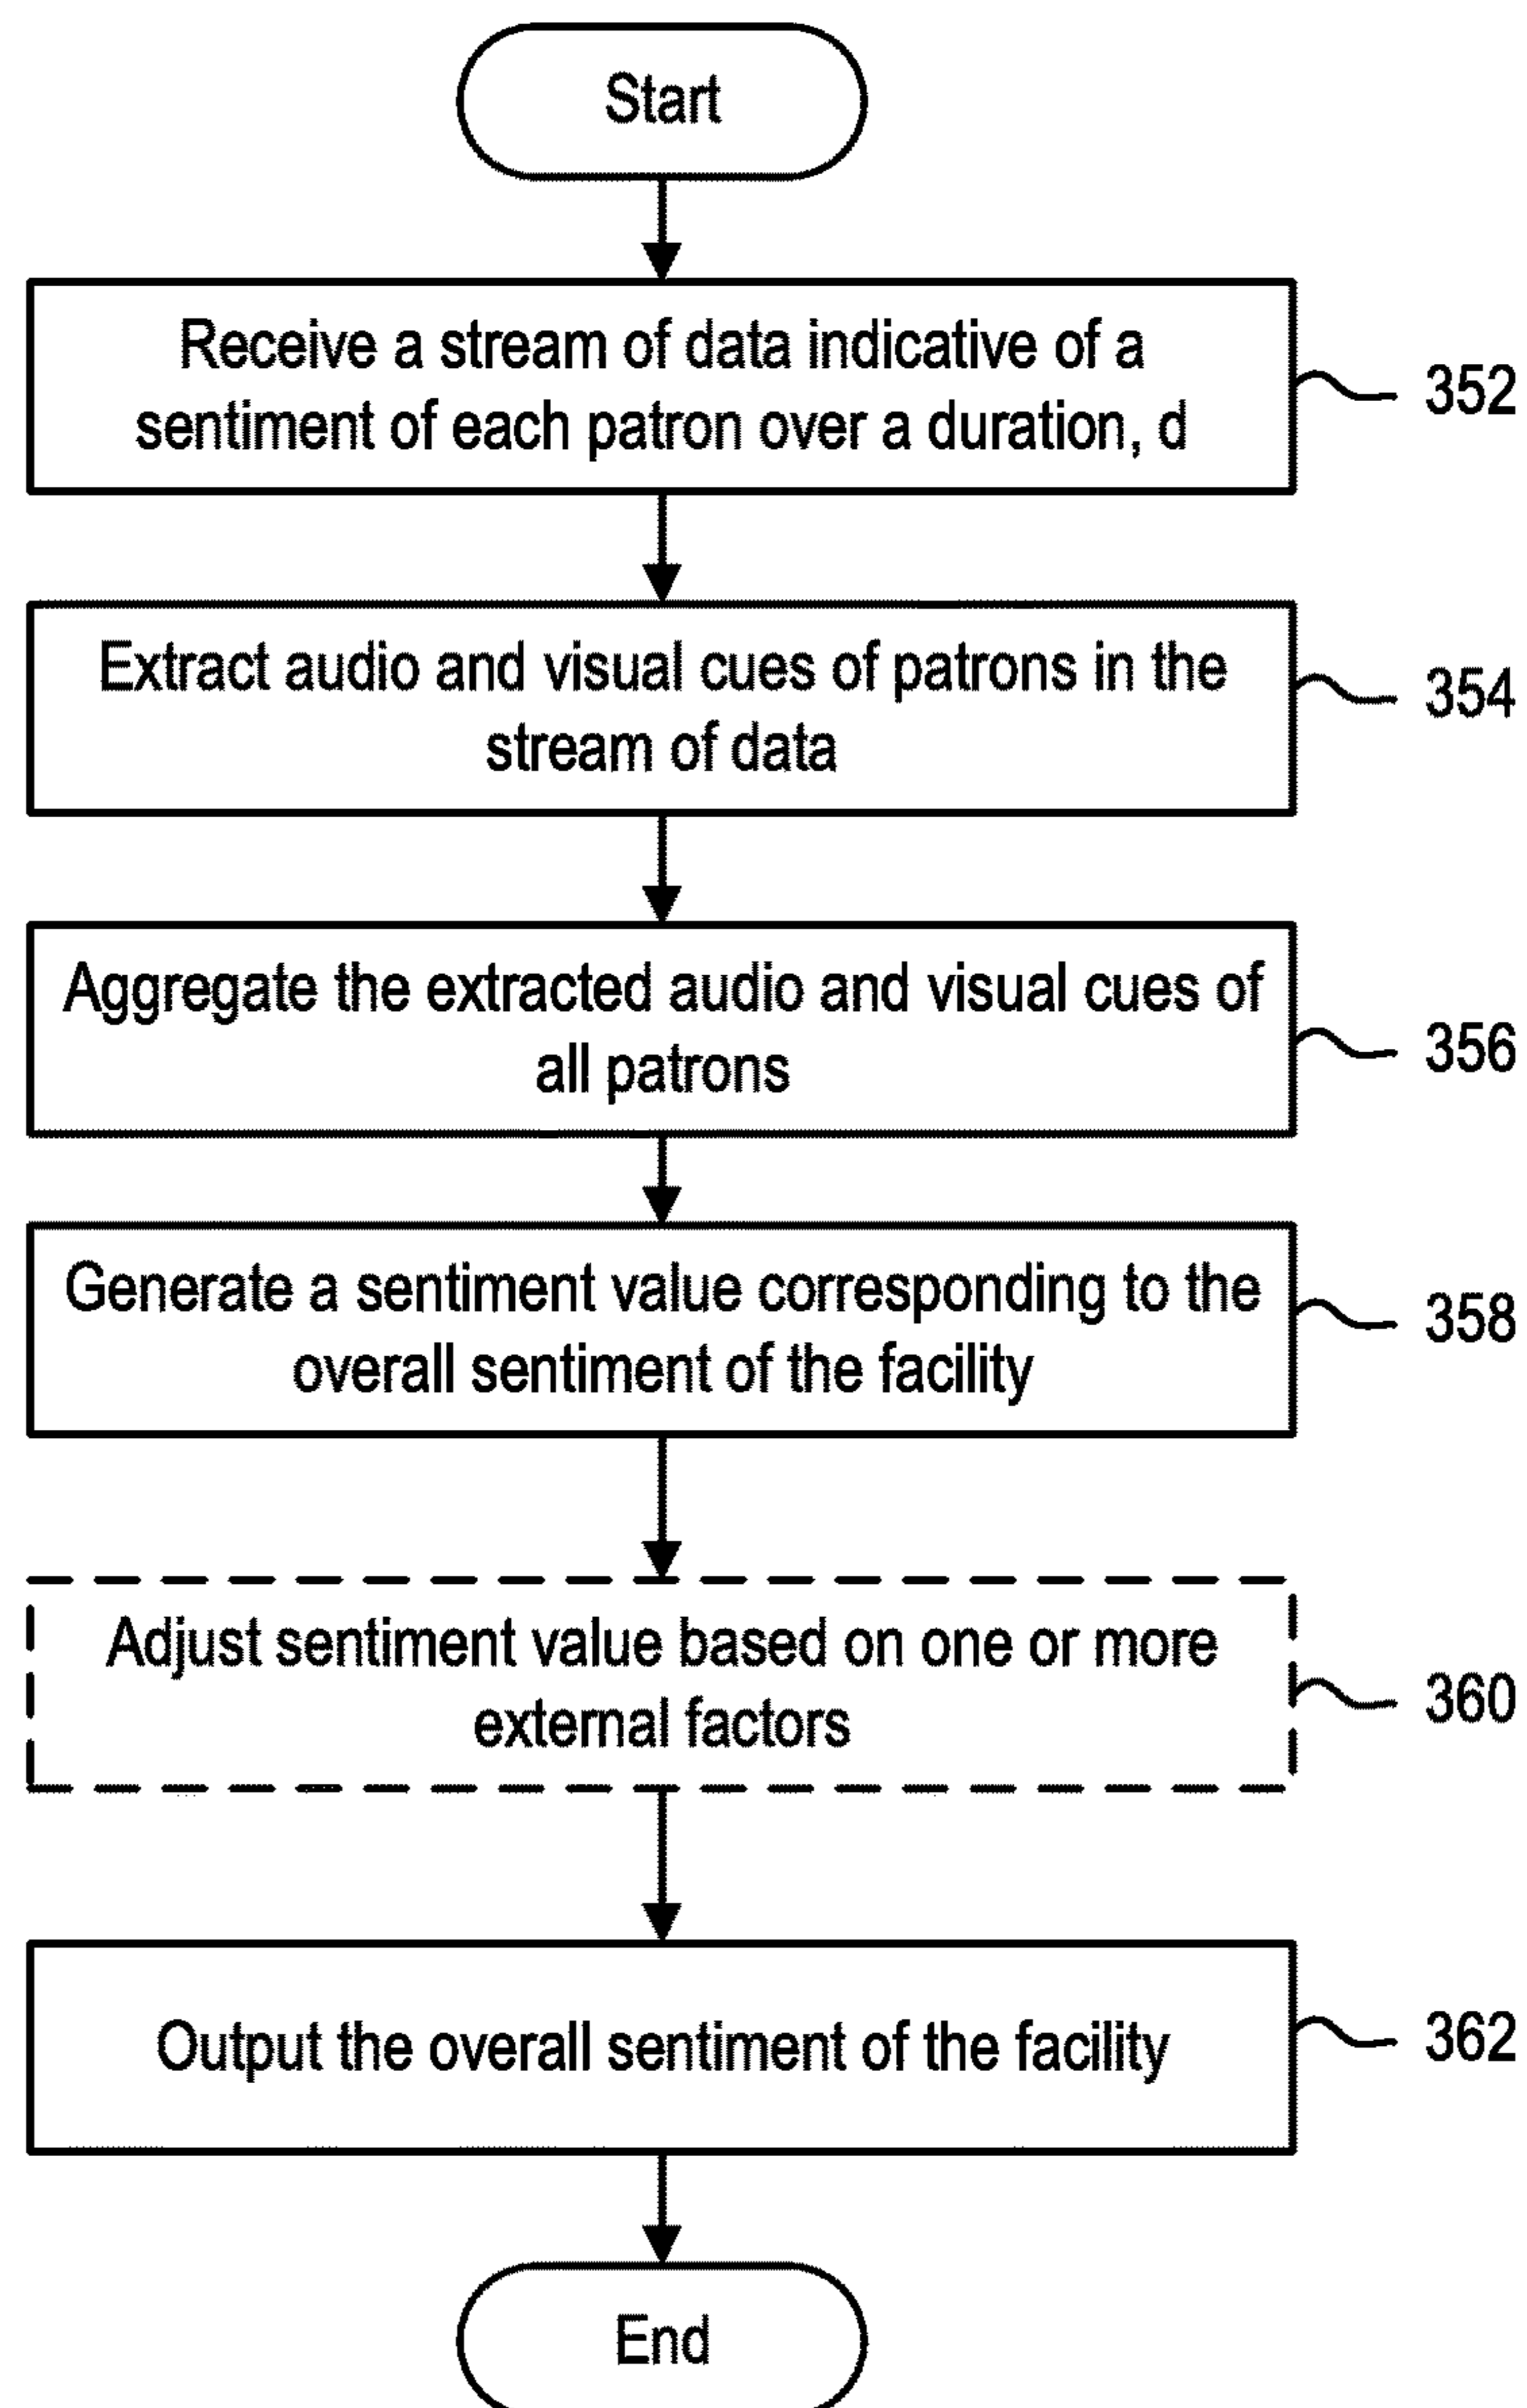 Start
Receive a stream of data indicative of a
sentiment of each patron over a duration, d
352
Extract audio and visual cues of patrons in the
stream of data
354
Aggregate the extracted audio and visual cues of
all patrons
356
Generate a sentiment value corresponding to the
overall sentiment of the facility
358
Adjust sentiment value based on one or more
external factors
360
Output the overall sentiment of the facility
362
End